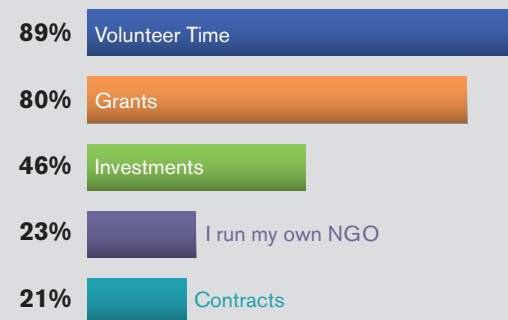 89% Volunteer Time
80% Grants
46% Investments
23% I run my own NGO
21% Contracts